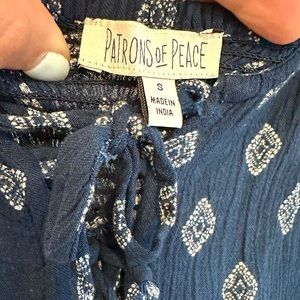 PATRONS OF PEACE
S
MADE IN
INDIA